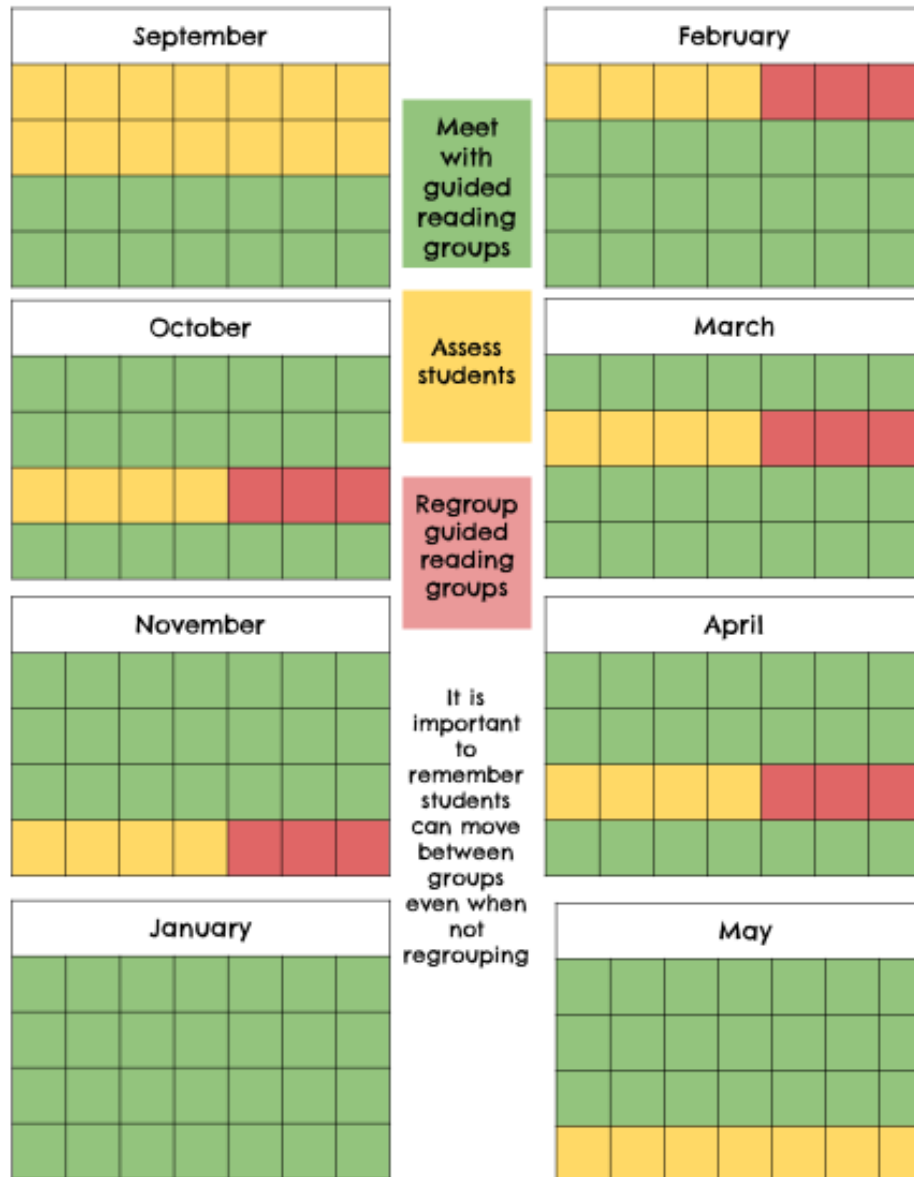 September
February
Meet
with
guided
reading
groups
October
March
Assess
students
Regroup
guided
reading
groups
November
April
It is
important
to
remember
students
can move
between
groups
even when
not
regrouping
January
May